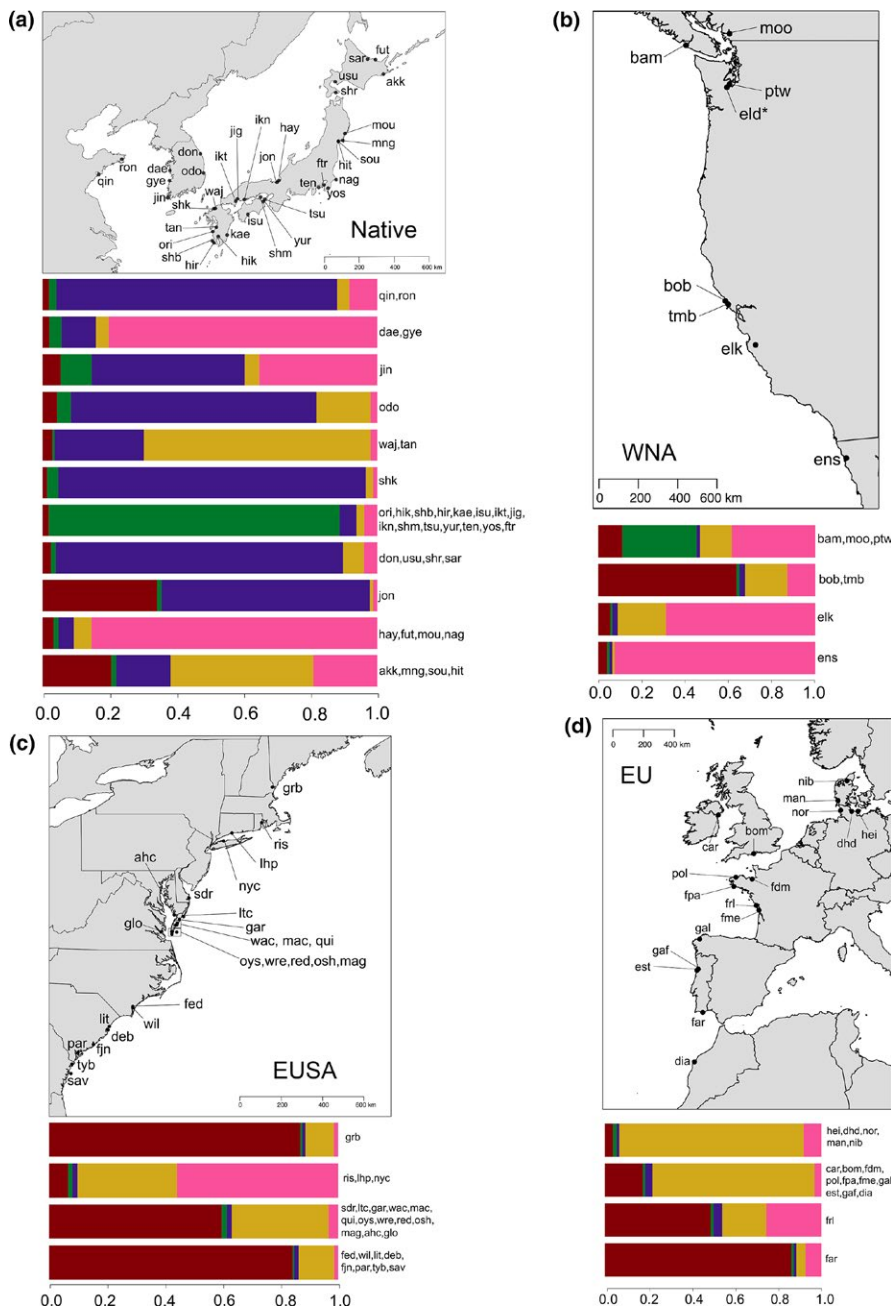 (a)
sar
fut
usu
akk
shr
mou
mng
sou
hit
nag
yos
ten
ftr
jon
hay
ikn
jig
ikt
waj
don
odo
dae
gye
jin
ron
qin
shk
tan
ori
shb
hir
hik
kae
isu
shm
yur
tsu
Native
0 200 400 600 km
qin,ron
dae,gye
jin
odo
waj,tan
shk
ori,hik,shb,hir,kae,isu,ikt,jig,
ikn,shm,tsu,yur,ten,yos,ftr
don,usu,shr,sar
jon
hay,fut,mou,nag
akk,mng,sou,hit
0.0 0.2 0.4 0.6 0.8 1.0
(b)
moo
bam
ptw
eld*
bob
tmb
elk
ens
WNA
0 200 400 600 km
bam,moo,ptw
bob,tmb
elk
ens
0.0 0.2 0.4 0.6 0.8 1.0
(c)
grb
ris
lhp
nyc
ahc
sdr
ltc
gar
glo
wac, mac, qui
oys,wre,red,osh,mag
fed
wil
lit
deb
fjn
par
tyb
sav
EUSA
0 200 400 600 km
grb
ris,lhp,nyc
sdr,ltc,gar,wac,mac,
qui,oys,wre,red,osh,
mag,ahc,glo
fed,wil,lit,deb,
fjn,par,tyb,sav
0.0 0.2 0.4 0.6 0.8 1.0
(d)
0 200 400 km
EU
nib
man
nor
hei
dhd
car
bom
pol
fdm
fpa
frl
fme
gal
gaf
est
far
dia
hei,dhd,nor,
man,nib
car,bom,fdm,
pol,fpa,fme,gal
est,gaf,dia
frl
far
0.0 0.2 0.4 0.6 0.8 1.0